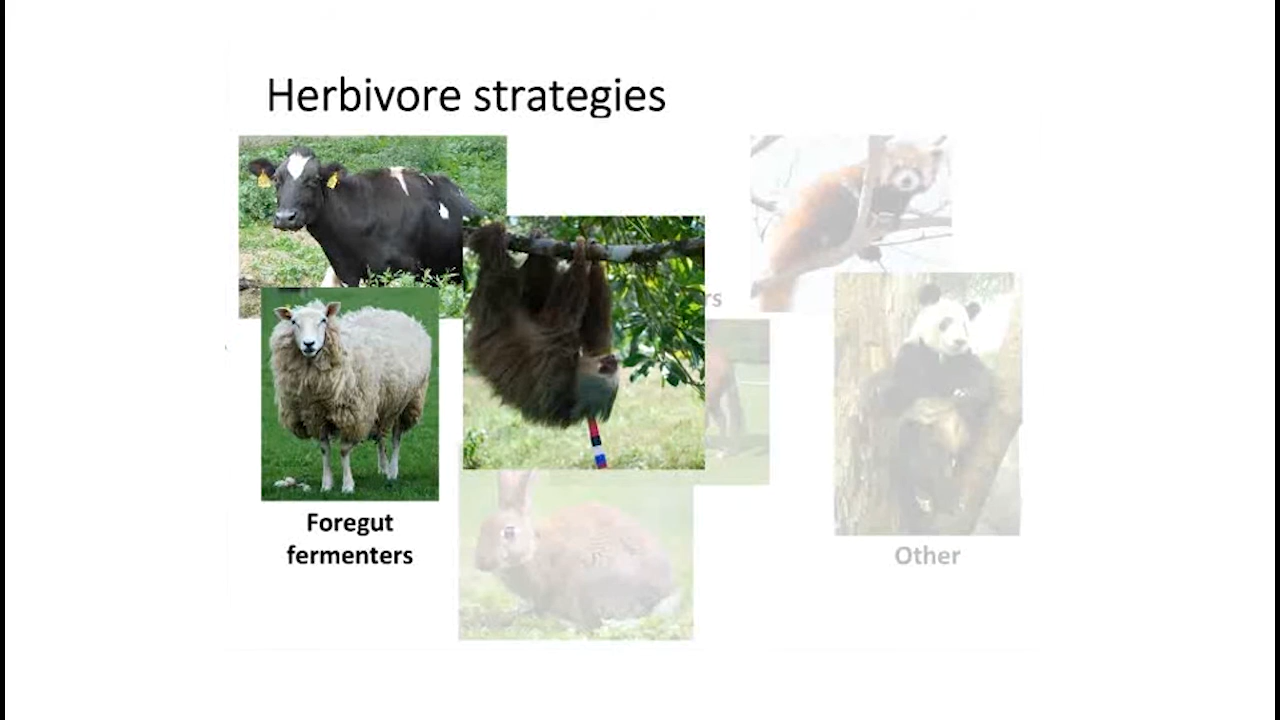 Herbivore strategies
Foregut
fermenters
Other